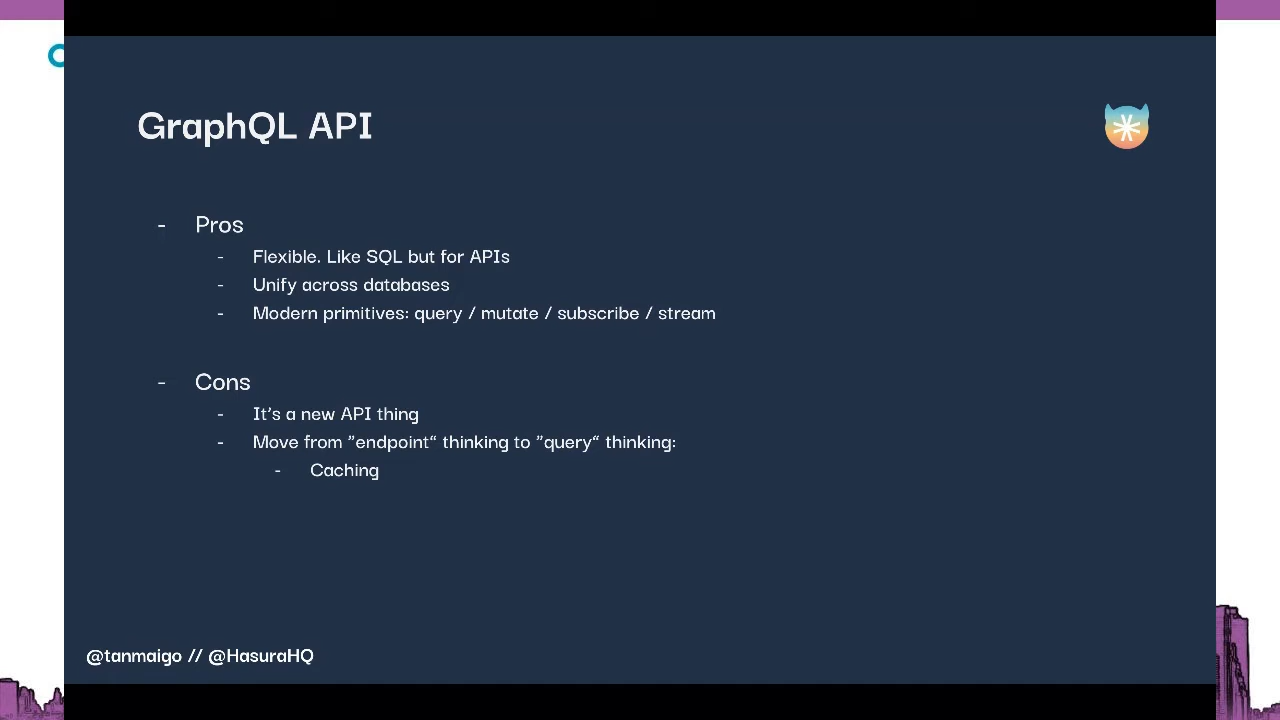 GraphQL API
- Pros
- Flexible. Like SQL but for APIs
- Unify across databases
- Modern primitives: query / mutate / subscribe / stream
- Cons
- It's a new API thing
- Move from "endpoint" thinking to "query" thinking:
- Caching
@tanmaigo // @HasuraHQ